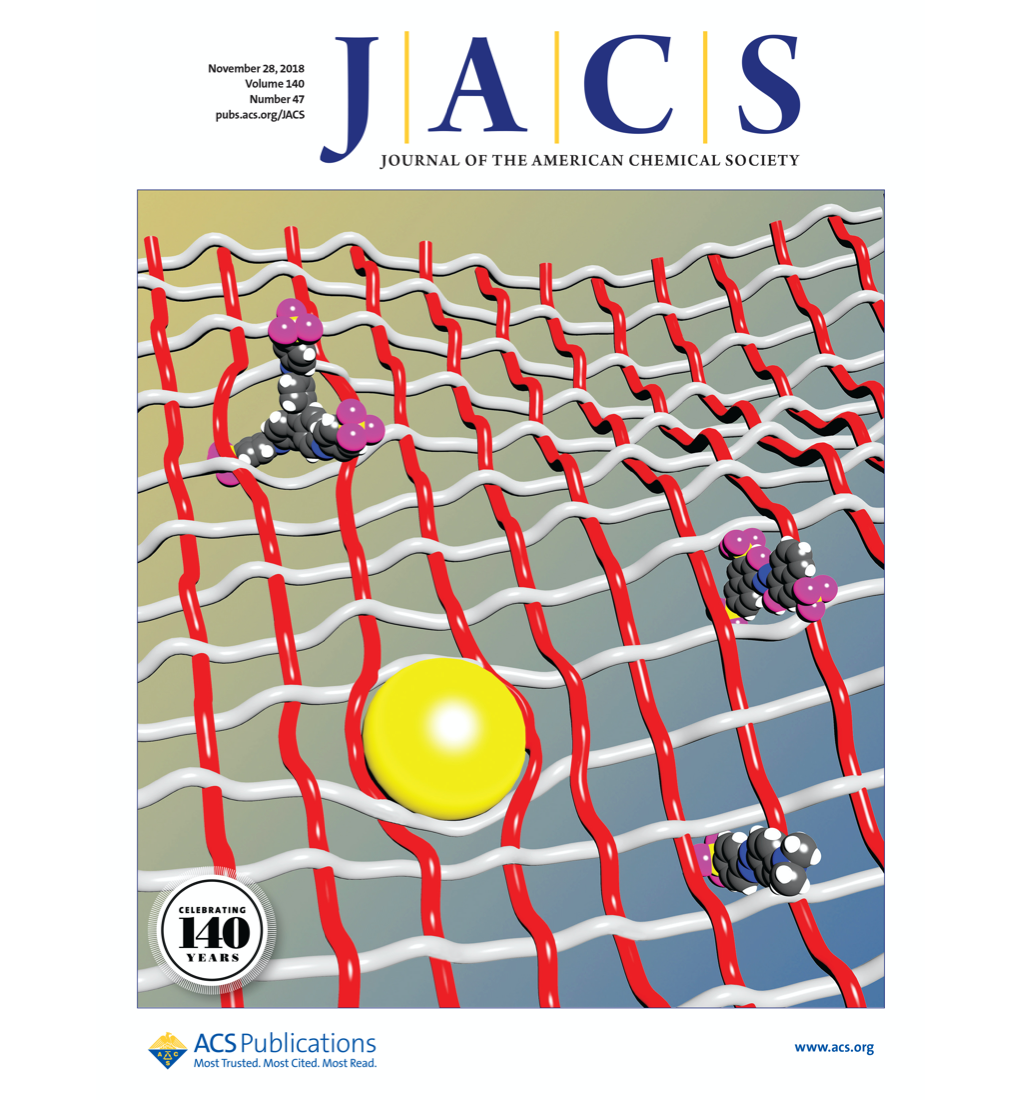 November 28, 2018
Volume 140
Number 47
pubs.acs.org/JACS
J|A|C|S
JOURNAL OF THE AMERICAN CHEMICAL SOCIETY
CELEBRATING
140
YEARS
ACS Publications
Most Trusted. Most Cited. Most Read.
www.acs.org